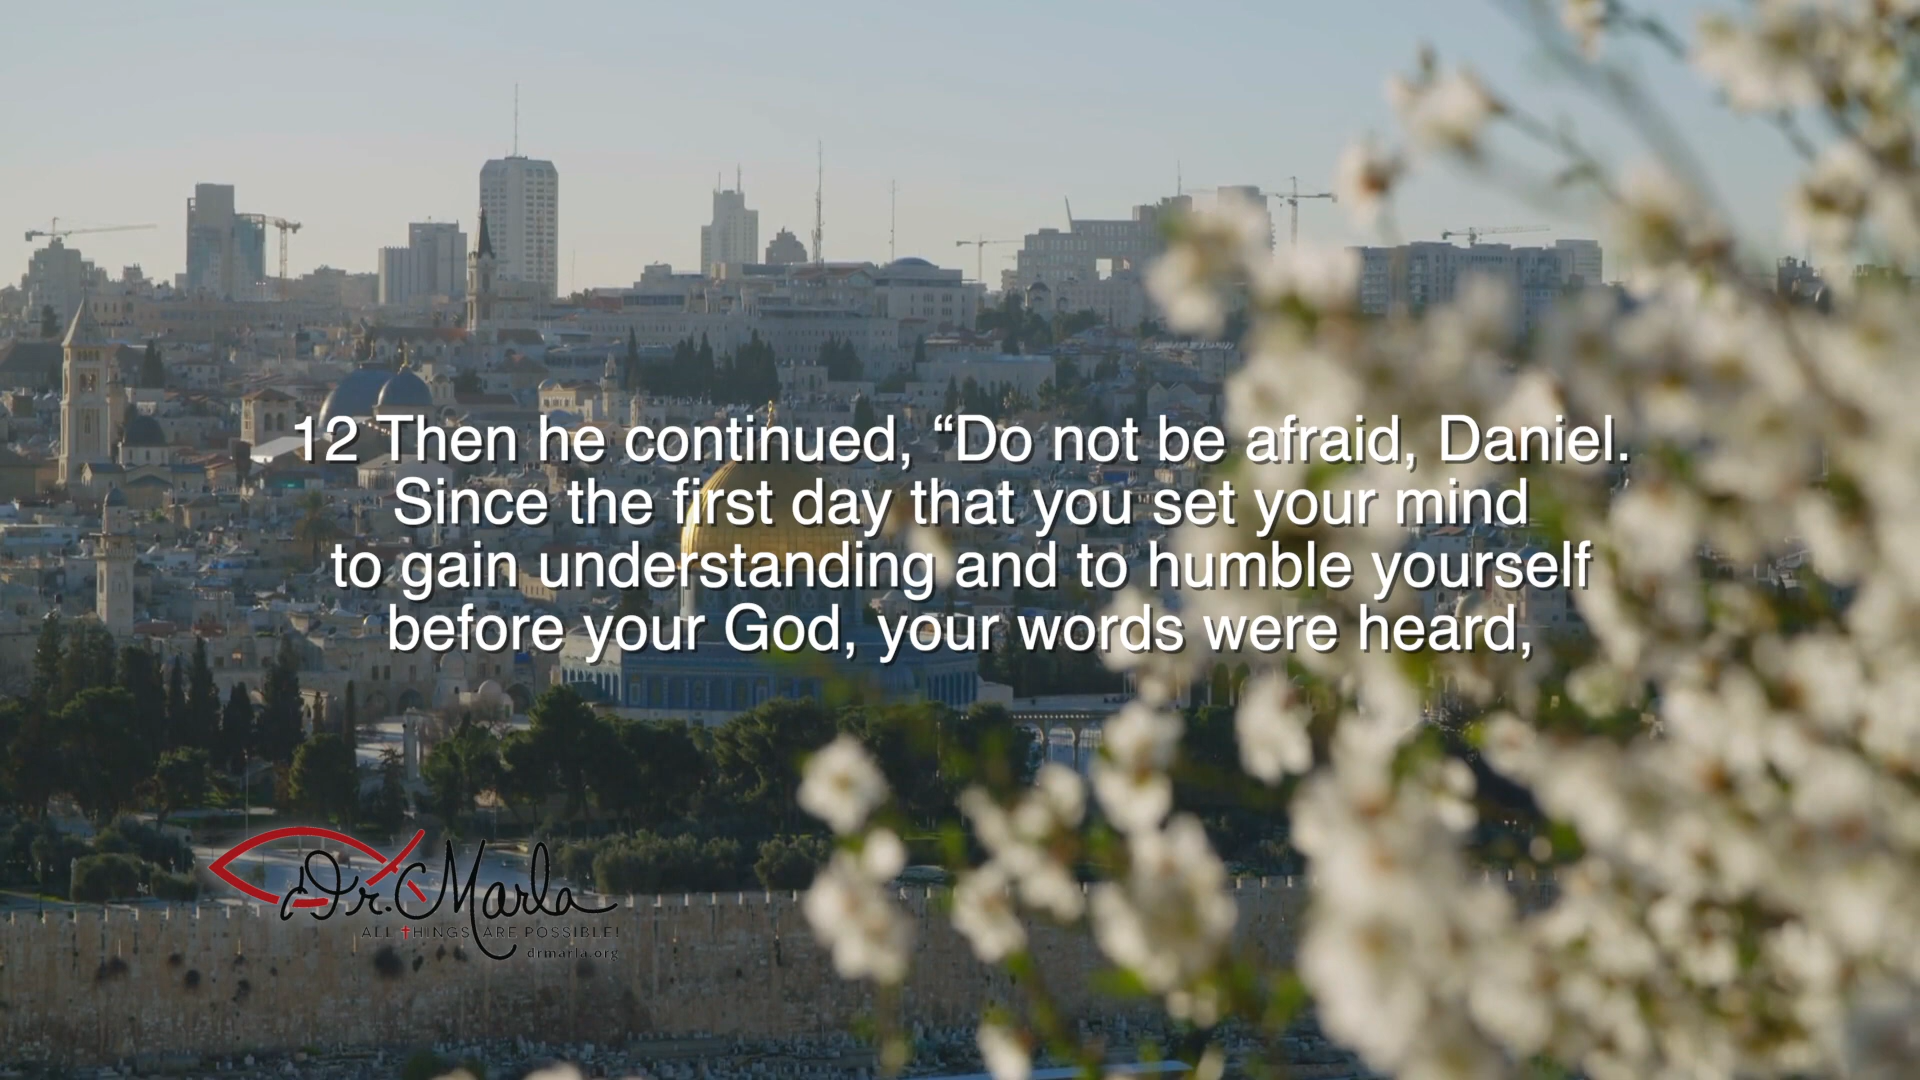 12 Then he continued, “Do not be afraid, Daniel.
Since the first day that you set your mind
to gain understanding and to humble yourself
before your God, your words were heard,
Dr. Marla
ALL THINGS ARE POSSIBLE!
drmarla.org